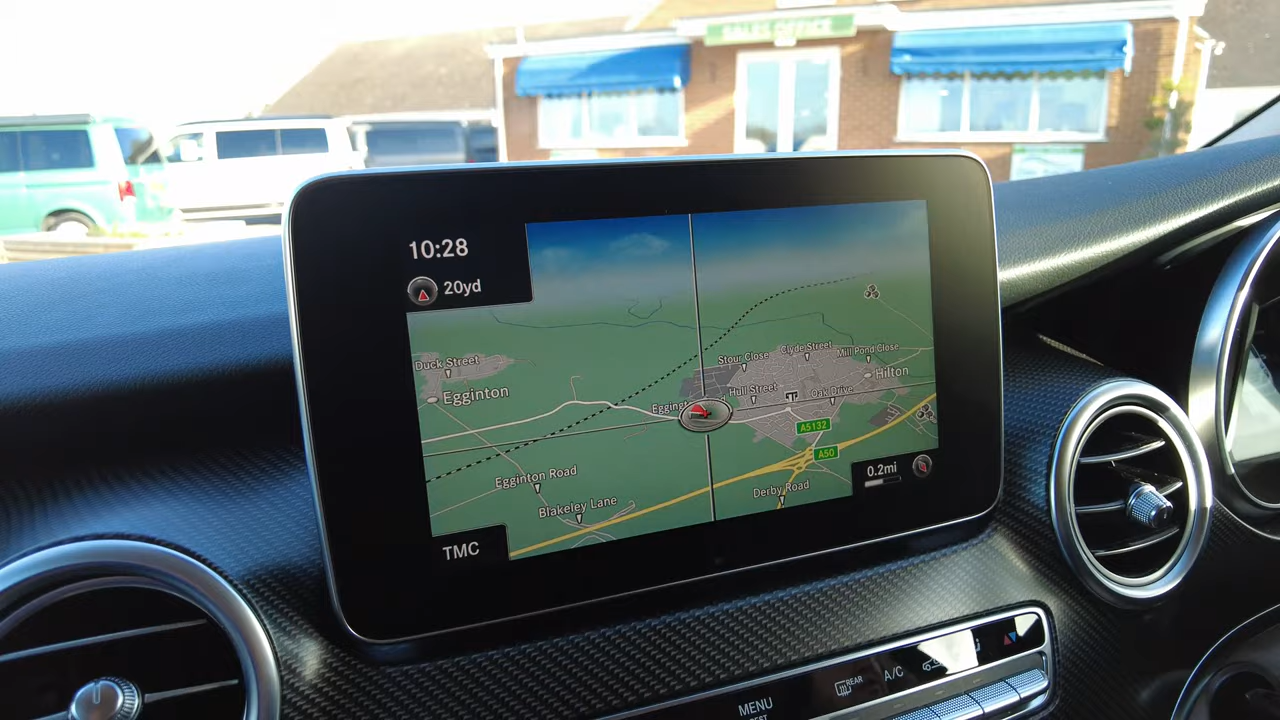 SALES OFFICE
10:28
20yd
Duck Street
Egginton
Stour Close
Clyde Street
Mill Pond Close
Hilton
Hull Street
Oak Drive
A5132
A50
Egginton Road
Blakeley Lane
Derby Road
0.2mi
TMC
MENU
REAR
A/C